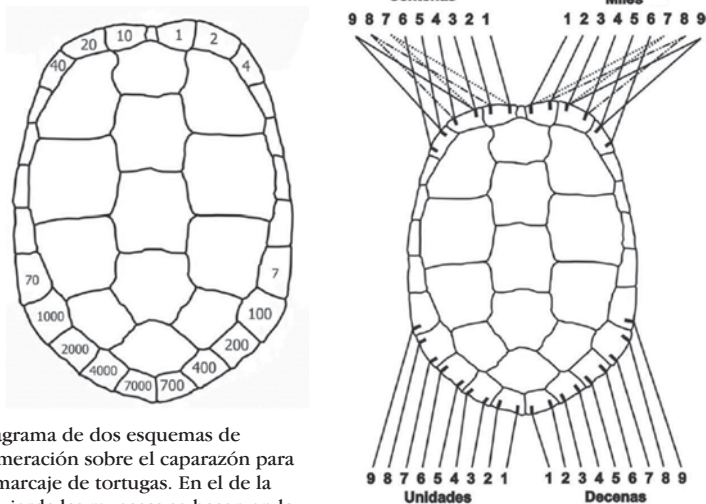 Centenas Miles
9 8 7 6 5 4 3 2 1 1 2 3 4 5 6 7 8 9
10 1
20 2
40 4
70 7
1000 100
2000 200
4000 400
7000 700
agrama de dos esquemas de
meración sobre el caparazón para
marcaje de tortugas. En el de la
9 8 7 6 5 4 3 2 1 1 2 3 4 5 6 7 8 9
Unidades Decenas